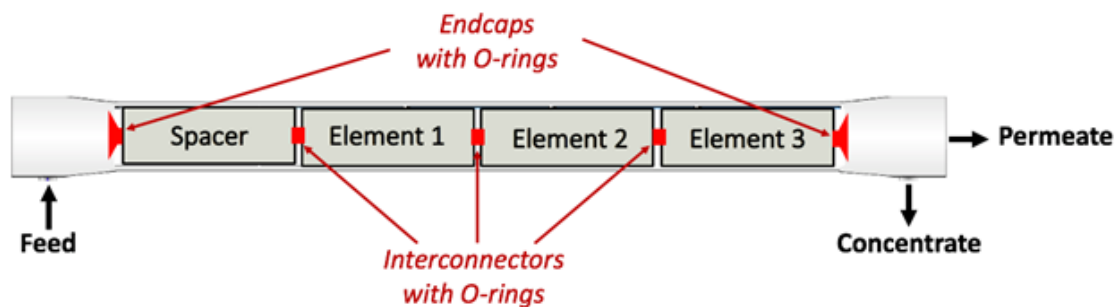 Endcaps
with O-rings
Spacer
Element 1
Element 2
Element 3
Permeate
Feed
Concentrate
Interconnectors
with O-rings